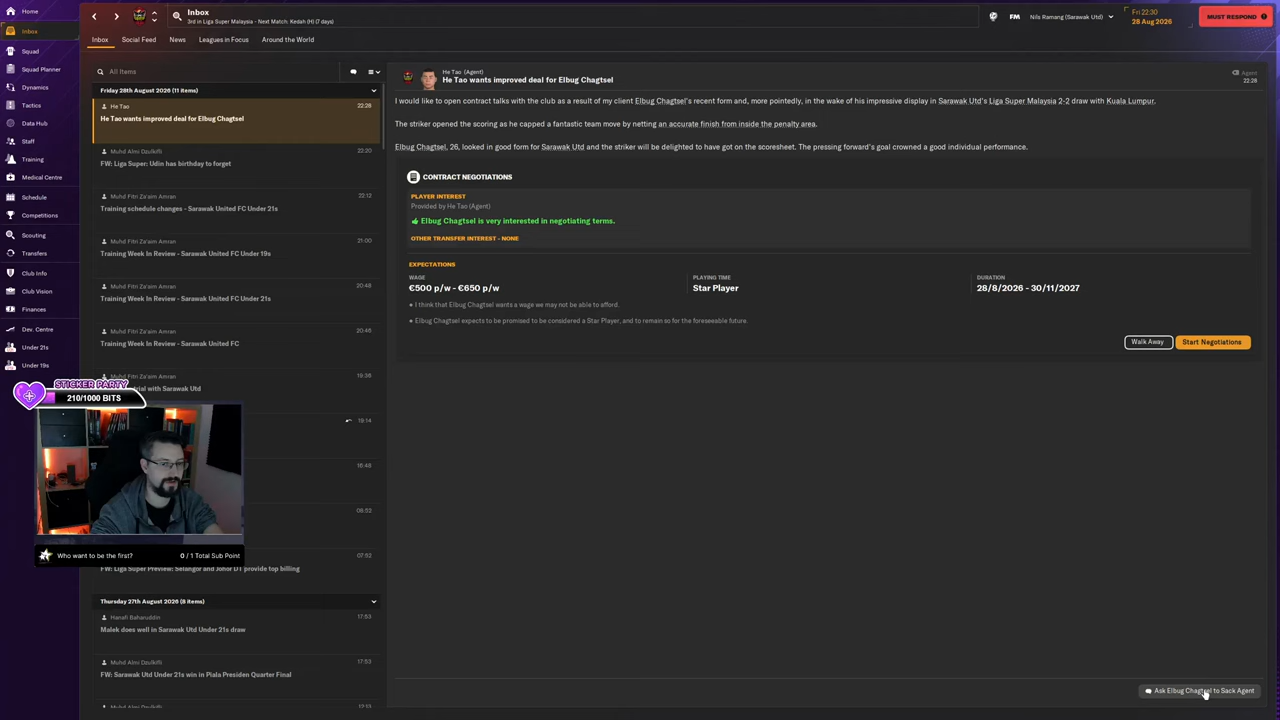 Home
Inbox
Squad
Squad Planner
Dynamics
Tactics
Data Hub
Staff
Training
Medical Centre
Schedule
Competitions
Scouting
Transfers
Club Info
Club Vision
Finances
Dev. Centre
Under 21s
Under 19s
Inbox
3rd in Liga Super Malaysia - Next Match: Kedah (H) (7 days)
FM
Nils Ramang (Sarawak Utd)
Fri 22:30
28 Aug 2026
MUST RESPOND
Inbox
Social Feed
News
Leagues in Focus
Around the World
All Items
Friday 28th August 2026 (11 items)
He Tao
22:28
He Tao wants improved deal for Elbug Chagtsel
Muhd Almi Dzulkifli
22:20
FW: Liga Super: Udin has birthday to forget
Muhd Fitri Za'aim Amran
22:12
Training schedule changes - Sarawak United FC Under 21s
Muhd Fitri Za'aim Amran
21:00
Training Week In Review - Sarawak United FC Under 19s
Muhd Fitri Za'aim Amran
20:48
Training Week In Review - Sarawak United FC Under 21s
Muhd Fitri Za'aim Amran
20:46
Training Week In Review - Sarawak United FC
Muhd Fitri Za'aim Amran
19:38
trial with Sarawak Utd
19:14
16:46
08:32
07:52
FW: Liga Super Preview: Selangor and Johor DT provide top billing
Thursday 27th August 2026 (8 items)
Hanafi Baharuddin
17:53
Malek does well in Sarawak Utd Under 21s draw
Muhd Almi Dzulkifli
17:53
FW: Sarawak Utd Under 21s win in Piala Presiden Quarter Final
Muhd Almi Dzulkifli
12:13
He Tao (Agent)
He Tao wants improved deal for Elbug Chagtsel
Agent
22:28
I would like to open contract talks with the club as a result of my client Elbug Chagtsel's recent form and, more pointedly, in the wake of his impressive display in Sarawak Utd's Liga Super Malaysia 2-2 draw with Kuala Lumpur.
The striker opened the scoring as he capped a fantastic team move by netting an accurate finish from inside the penalty area.
Elbug Chagtsel, 26, looked in good form for Sarawak Utd and the striker will be delighted to have got on the scoresheet. The pressing forward's goal crowned a good individual performance.
CONTRACT NEGOTIATIONS
PLAYER INTEREST
Provided by He Tao (Agent)
Elbug Chagtsel is very interested in negotiating terms.
OTHER TRANSFER INTEREST - NONE
EXPECTATIONS
WAGE
€500 p/w - €650 p/w
PLAYING TIME
Star Player
DURATION
28/8/2026 - 30/11/2027
I think that Elbug Chagtsel wants a wage we may not be able to afford.
Elbug Chagtsel expects to be promised to be considered a Star Player, and to remain so for the foreseeable future.
Walk Away
Start Negotiations
Ask Elbug Chagtsel to Sack Agent
STICKER PARTY
210/1000 BITS
Who want to be the first?
0 / 1 Total Sub Point